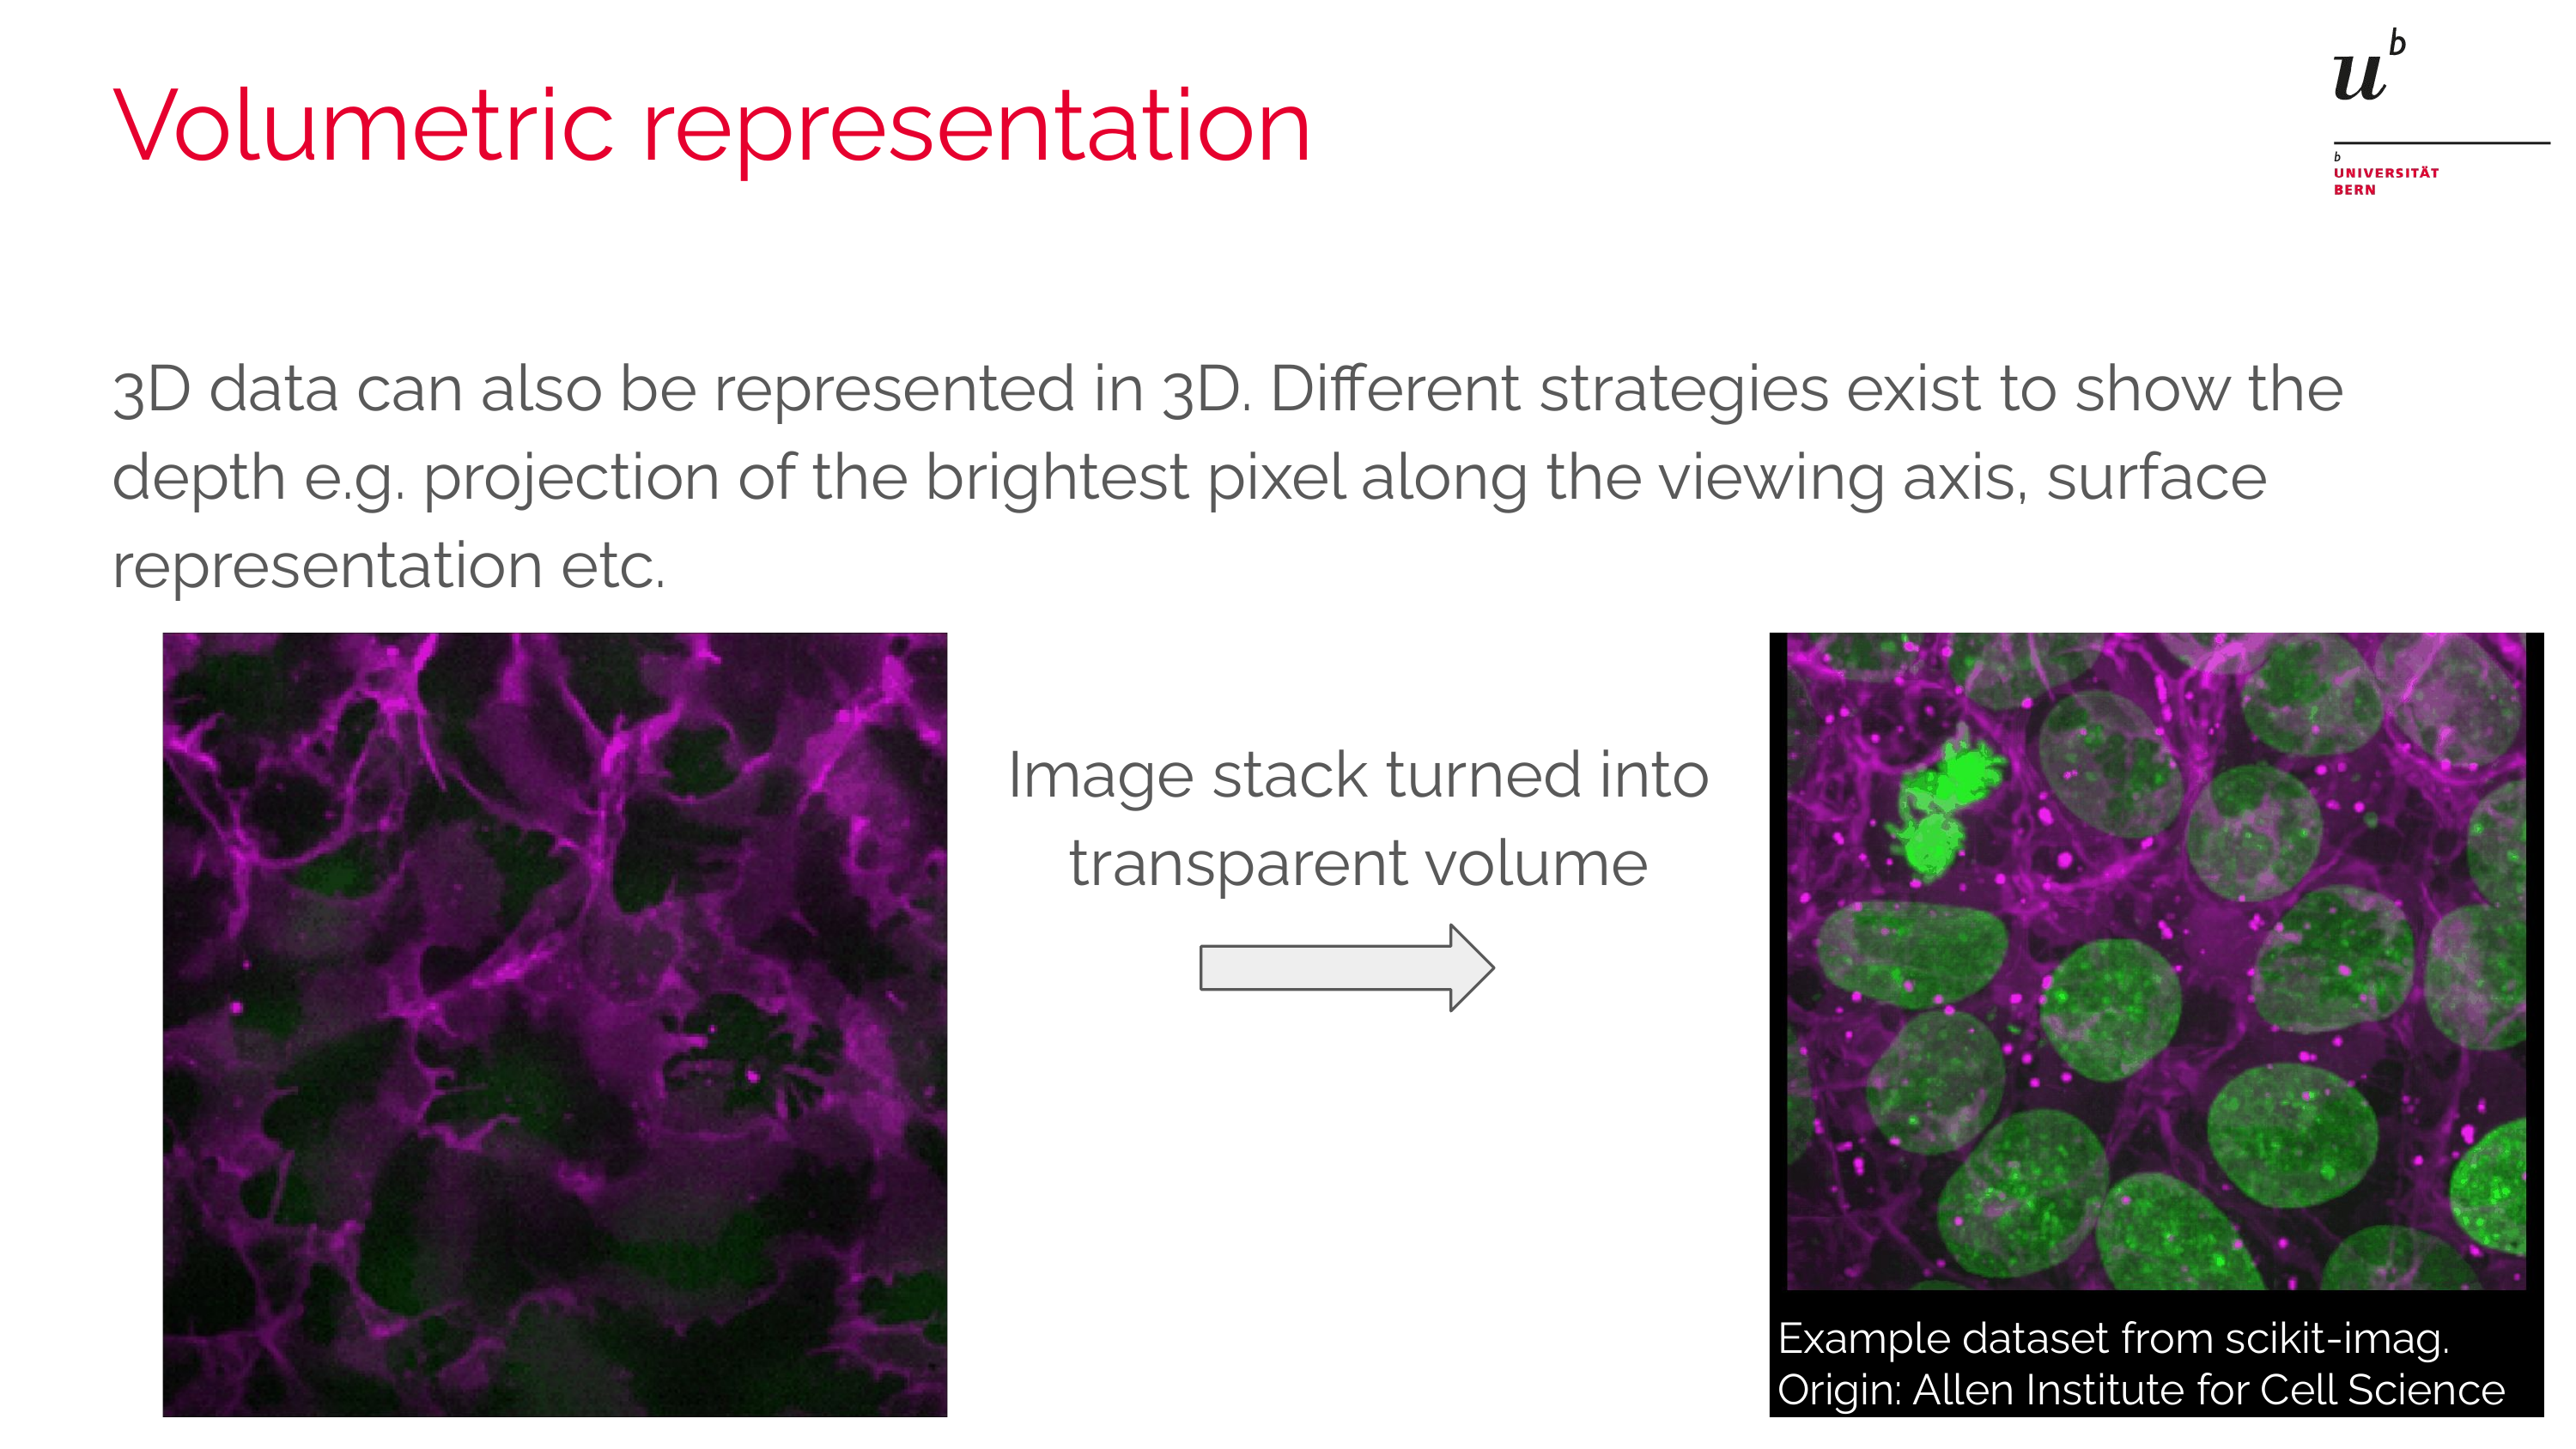 Volumetric representation
u b
b
UNIVERSITÄT
BERN
3D data can also be represented in 3D. Different strategies exist to show the
depth e.g. projection of the brightest pixel along the viewing axis, surface
representation etc.
Image stack turned into
transparent volume
Example dataset from scikit-imag.
Origin: Allen Institute for Cell Science